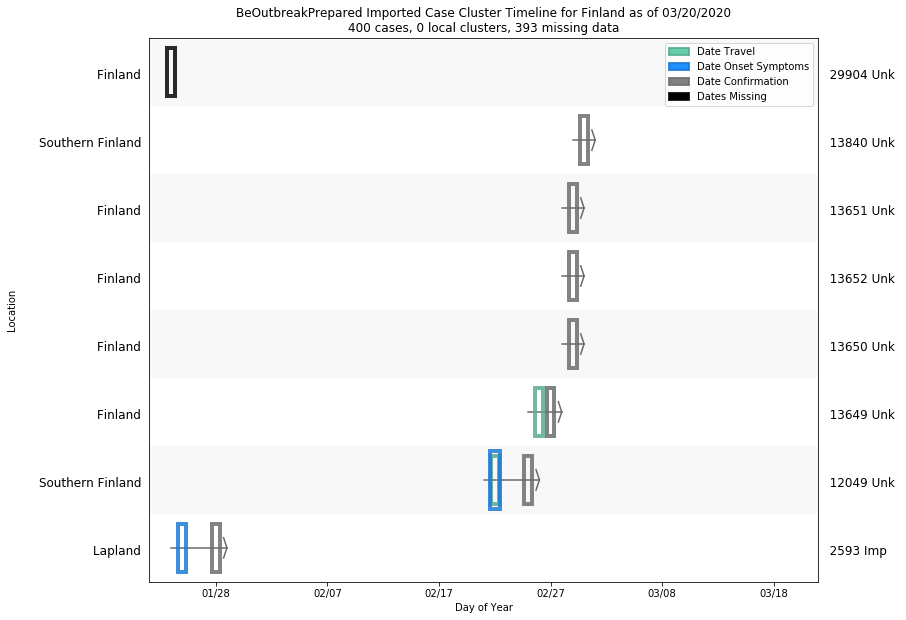 BeOutbreakPrepared Imported Case Cluster Timeline for Finland as of 03/20/2020
400 cases, 0 local clusters, 393 missing data
Date Travel
Date Onset Symptoms
Date Confirmation
Dates Missing
Finland 29904 Unk
Southern Finland 13840 Unk
Finland 13651 Unk
Finland 13652 Unk
Finland 13650 Unk
Finland 13649 Unk
Southern Finland 12049 Unk
Lapland 2593 Imp
Location
01/28 02/07 02/17 02/27 03/08 03/18
Day of Year